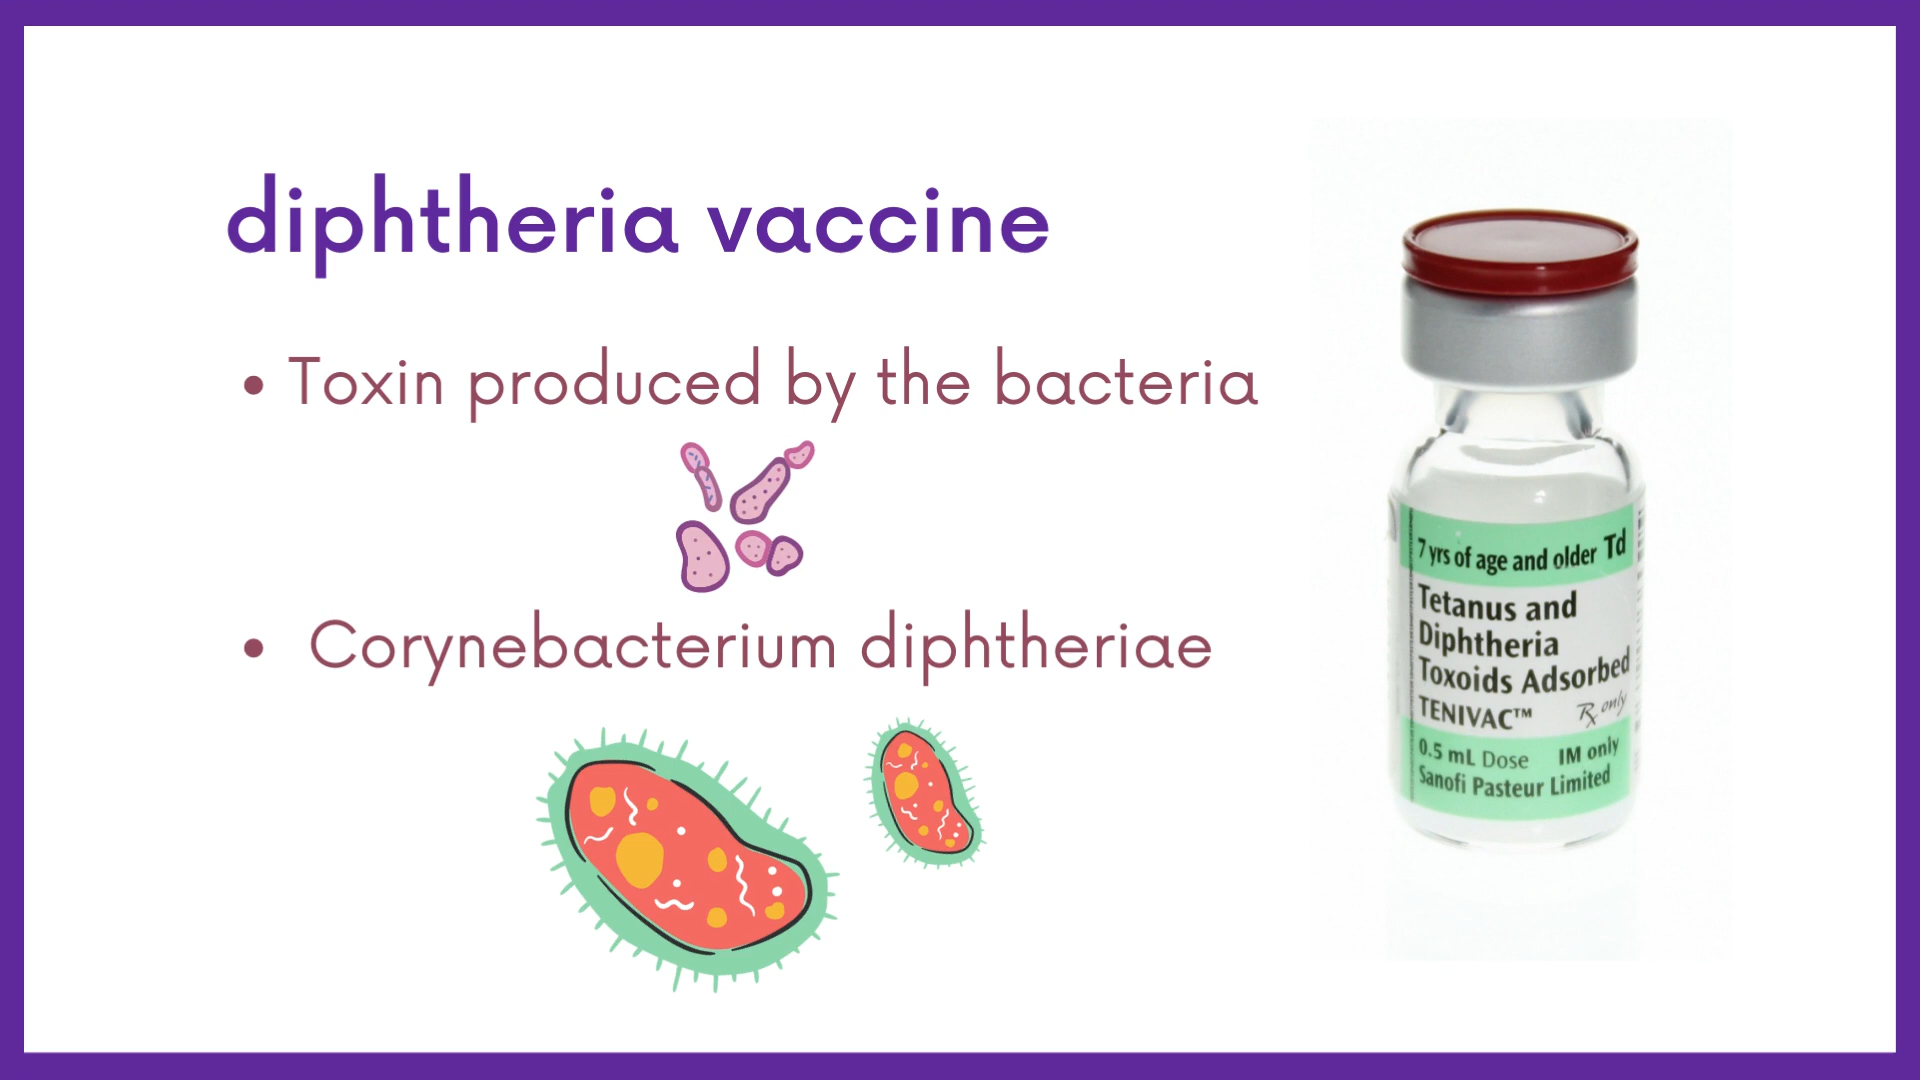 diphtheria vaccine
• Toxin produced by the bacteria
• Corynebacterium diphtheriae
7 yrs of age and older Td
Tetanus and
Diphtheria
Toxoids Adsorbed
TENIVAC™ Rx only
0.5 mL Dose IM only
Sanofi Pasteur Limited